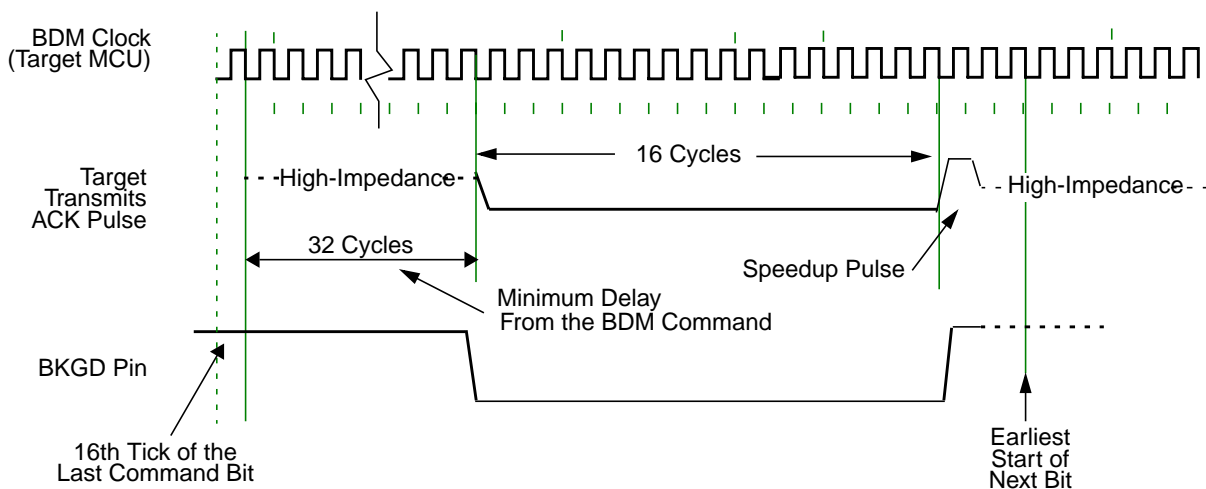 BDM Clock
(Target MCU)
16 Cycles
Target
Transmits
ACK Pulse
High-Impedance
High-Impedance
32 Cycles
Speedup Pulse
Minimum Delay
From the BDM Command
BKGD Pin
16th Tick of the
Last Command Bit
Earliest
Start of
Next Bit